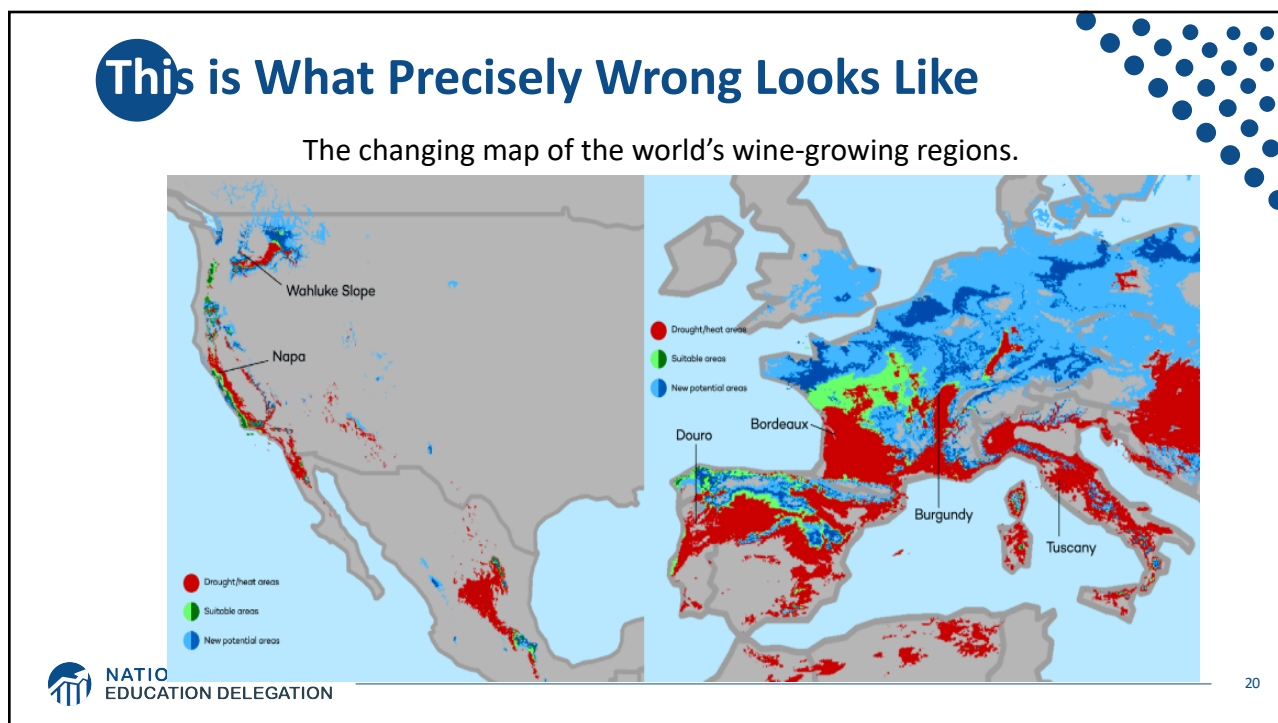 This is What Precisely Wrong Looks Like
The changing map of the world’s wine-growing regions.
Wahluke Slope
Napa
Drought/heat areas
Suitable areas
New potential areas
Drought/heat areas
Suitable areas
New potential areas
Bordeaux
Douro
Burgundy
Tuscany
NATIO
EDUCATION DELEGATION
20